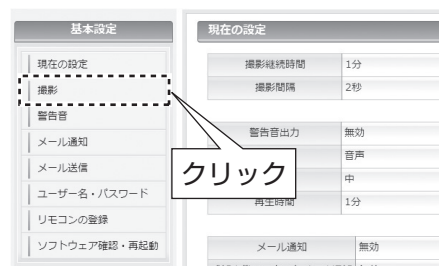 基本設定
現在の設定
撮影
警告音
メール通知
メール送信
ユーザー名・パスワード
リモコンの登録
ソフトウェア確認・再起動
現在の設定
撮影継続時間 1分
撮影間隔 2秒
警告音出力 無効
音声
中
再生時間 1分
クリック
メール通知 無効